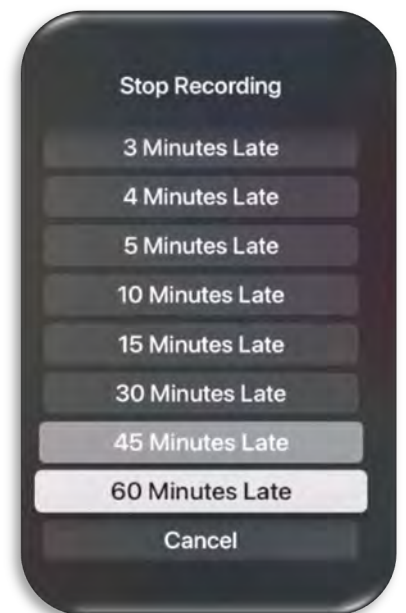 Stop Recording
3 Minutes Late
4 Minutes Late
5 Minutes Late
10 Minutes Late
15 Minutes Late
30 Minutes Late
45 Minutes Late
60 Minutes Late
Cancel